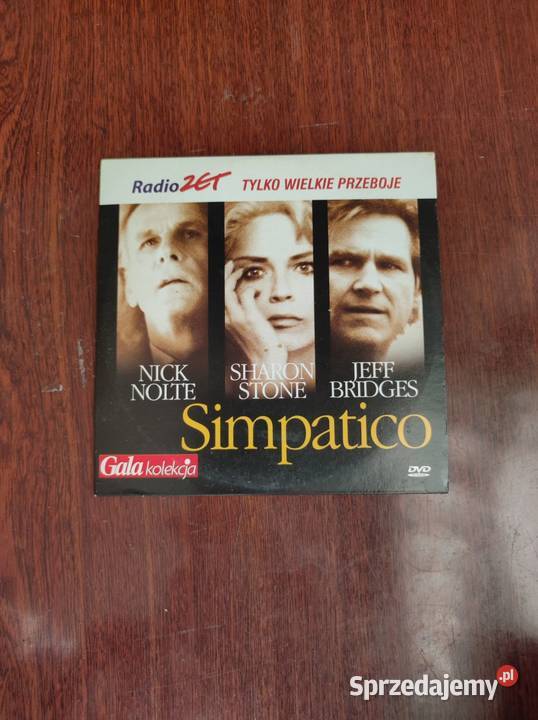 Radio ZET TYLKO WIELKIE PRZEBOJE
NICK NOLTE
SHARON STONE
JEFF BRIDGES
Simpatico
Gala kolekcja
DVD
Sprzedajemy.pl